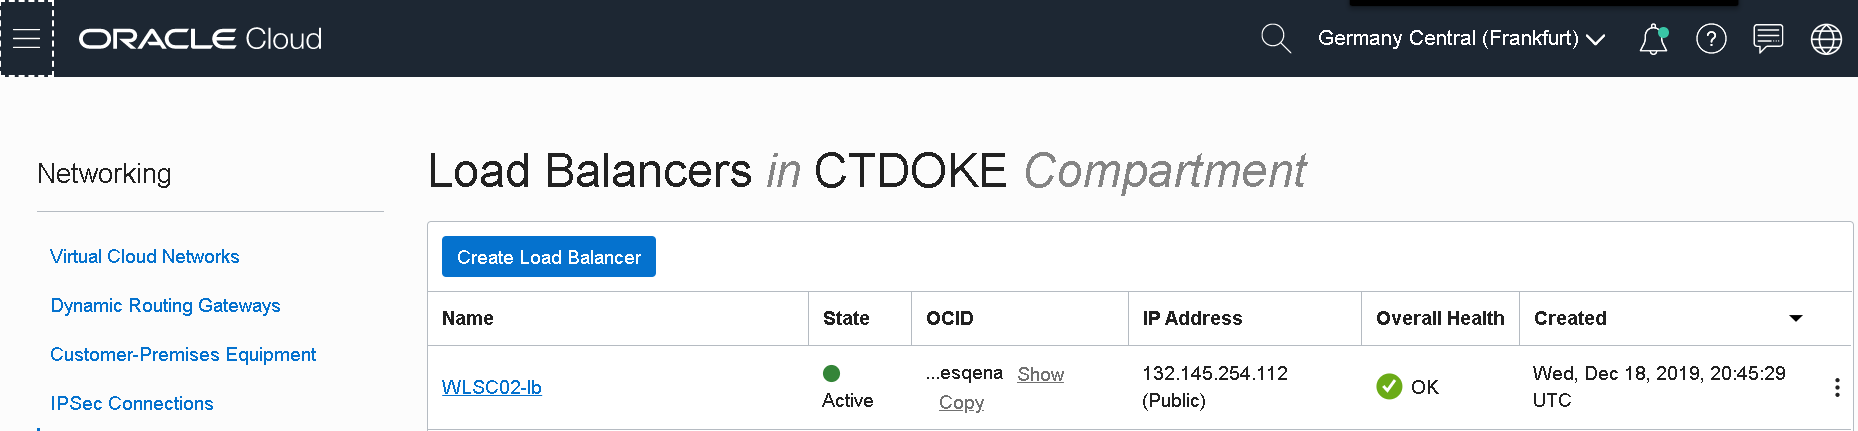 ORACLE Cloud
Germany Central (Frankfurt)
Networking
Virtual Cloud Networks
Dynamic Routing Gateways
Customer-Premises Equipment
IPSec Connections
Load Balancers in CTDOKE Compartment
Create Load Balancer
Name State OCID IP Address Overall Health Created
WLSC02-lb Active ...esqena Show Copy 132.145.254.112 (Public) OK Wed, Dec 18, 2019, 20:45:29 UTC